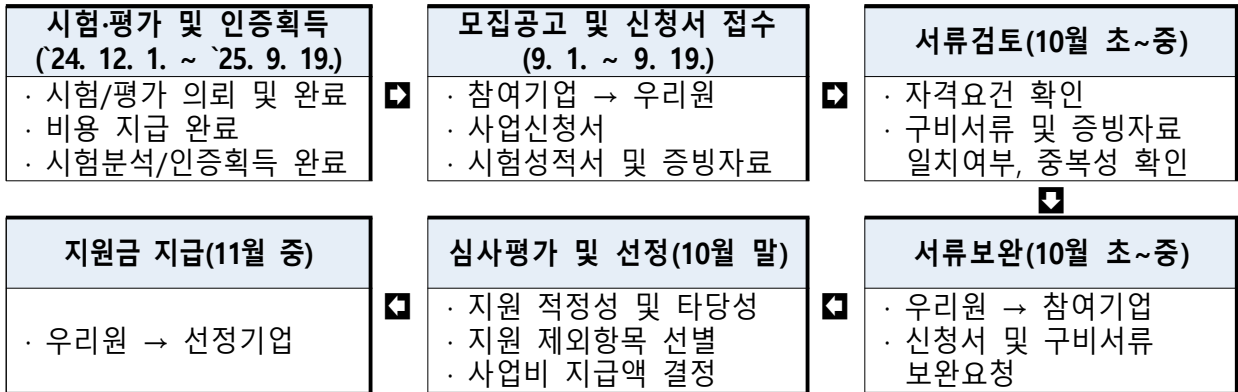 시험·평가 및 인증획득
(`24. 12. 1. ~ `25. 9. 19.)
· 시험/평가 의뢰 및 완료
· 비용 지급 완료
· 시험분석/인증획득 완료
모집공고 및 신청서 접수
(9. 1. ~ 9. 19.)
· 참여기업 → 우리원
· 사업신청서
· 시험성적서 및 증빙자료
서류검토(10월 초~중)
· 자격요건 확인
· 구비서류 및 증빙자료
일치여부, 중복성 확인
서류보완(10월 초~중)
· 우리원 → 참여기업
· 신청서 및 구비서류
보완요청
심사평가 및 선정(10월 말)
· 지원 적정성 및 타당성
· 지원 제외항목 선별
· 사업비 지급액 결정
지원금 지급(11월 중)
· 우리원 → 선정기업